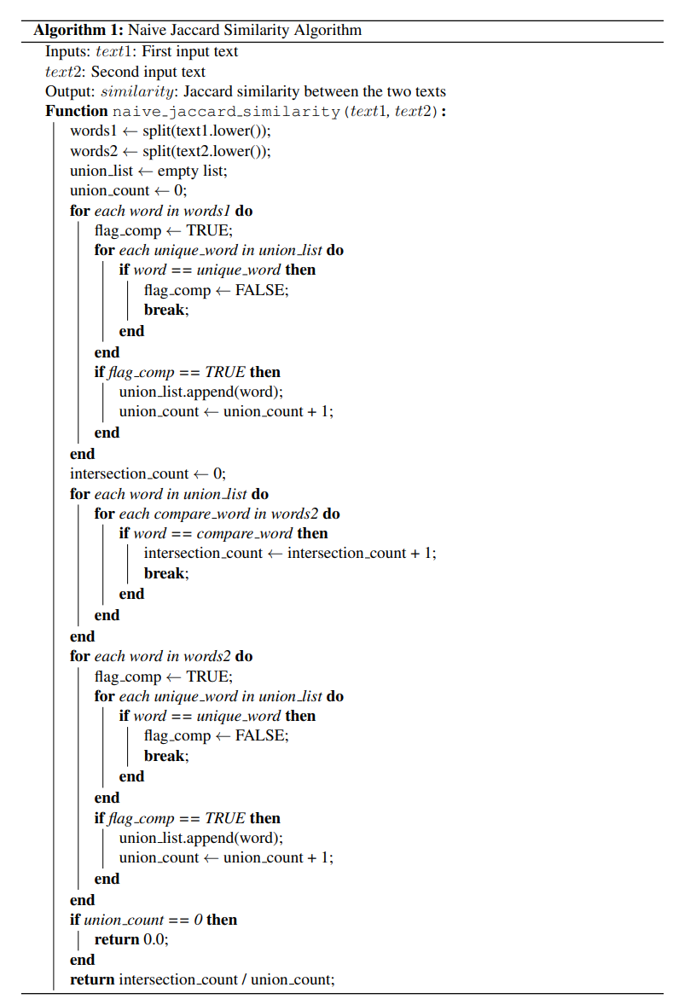 Algorithm 1: Naive Jaccard Similarity Algorithm
Inputs: text1: First input text
text2: Second input text
Output: similarity: Jaccard similarity between the two texts
Function naive_jaccard_similarity(text1, text2):
words1 ← split(text1.lower());
words2 ← split(text2.lower());
union_list ← empty list;
union_count ← 0;
for each word in words1 do
flag_comp ← TRUE;
for each unique_word in union_list do
if word == unique_word then
flag_comp ← FALSE;
break;
end
end
if flag_comp == TRUE then
union_list.append(word);
union_count ← union_count + 1;
end
end
intersection_count ← 0;
for each word in union_list do
for each compare_word in words2 do
if word == compare_word then
intersection_count ← intersection_count + 1;
break;
end
end
end
for each word in words2 do
flag_comp ← TRUE;
for each unique_word in union_list do
if word == unique_word then
flag_comp ← FALSE;
break;
end
end
if flag_comp == TRUE then
union_list.append(word);
union_count ← union_count + 1;
end
end
if union_count == 0 then
return 0.0;
end
return intersection_count / union_count;